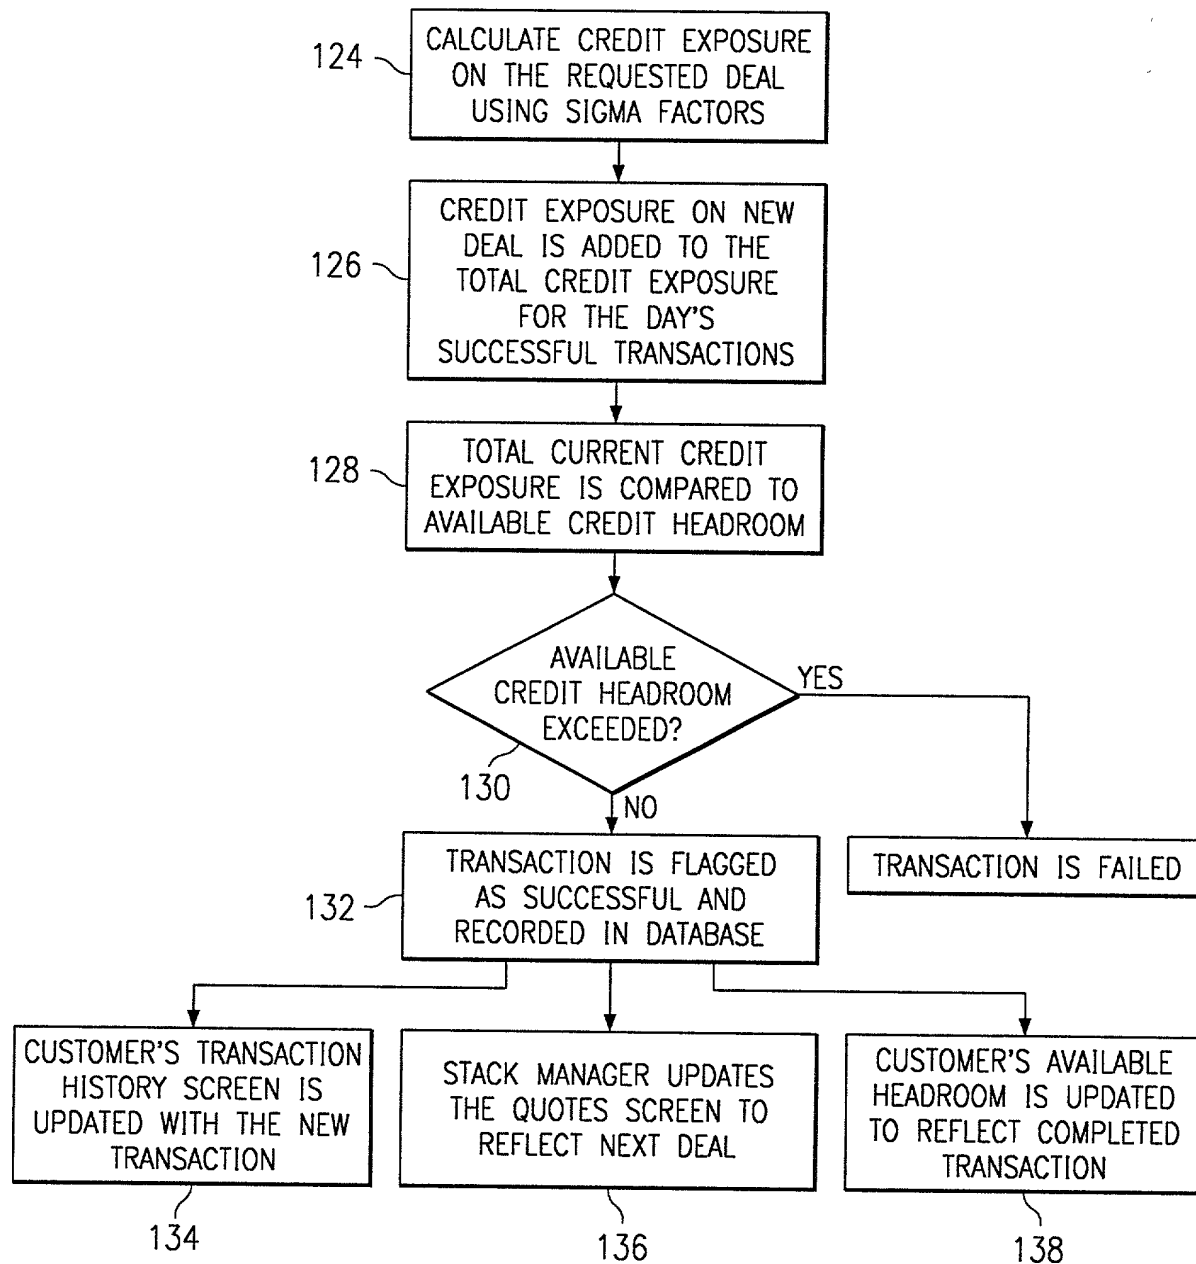 124
CALCULATE CREDIT EXPOSURE
ON THE REQUESTED DEAL
USING SIGMA FACTORS
126
CREDIT EXPOSURE ON NEW
DEAL IS ADDED TO THE
TOTAL CREDIT EXPOSURE
FOR THE DAY'S
SUCCESSFUL TRANSACTIONS
128
TOTAL CURRENT CREDIT
EXPOSURE IS COMPARED TO
AVAILABLE CREDIT HEADROOM
AVAILABLE
CREDIT HEADROOM
EXCEEDED?
YES
130
NO
132
TRANSACTION IS FLAGGED
AS SUCCESSFUL AND
RECORDED IN DATABASE
TRANSACTION IS FAILED
CUSTOMER'S TRANSACTION
HISTORY SCREEN IS
UPDATED WITH THE NEW
TRANSACTION
134
STACK MANAGER UPDATES
THE QUOTES SCREEN TO
REFLECT NEXT DEAL
136
CUSTOMER'S AVAILABLE
HEADROOM IS UPDATED
TO REFLECT COMPLETED
TRANSACTION
138